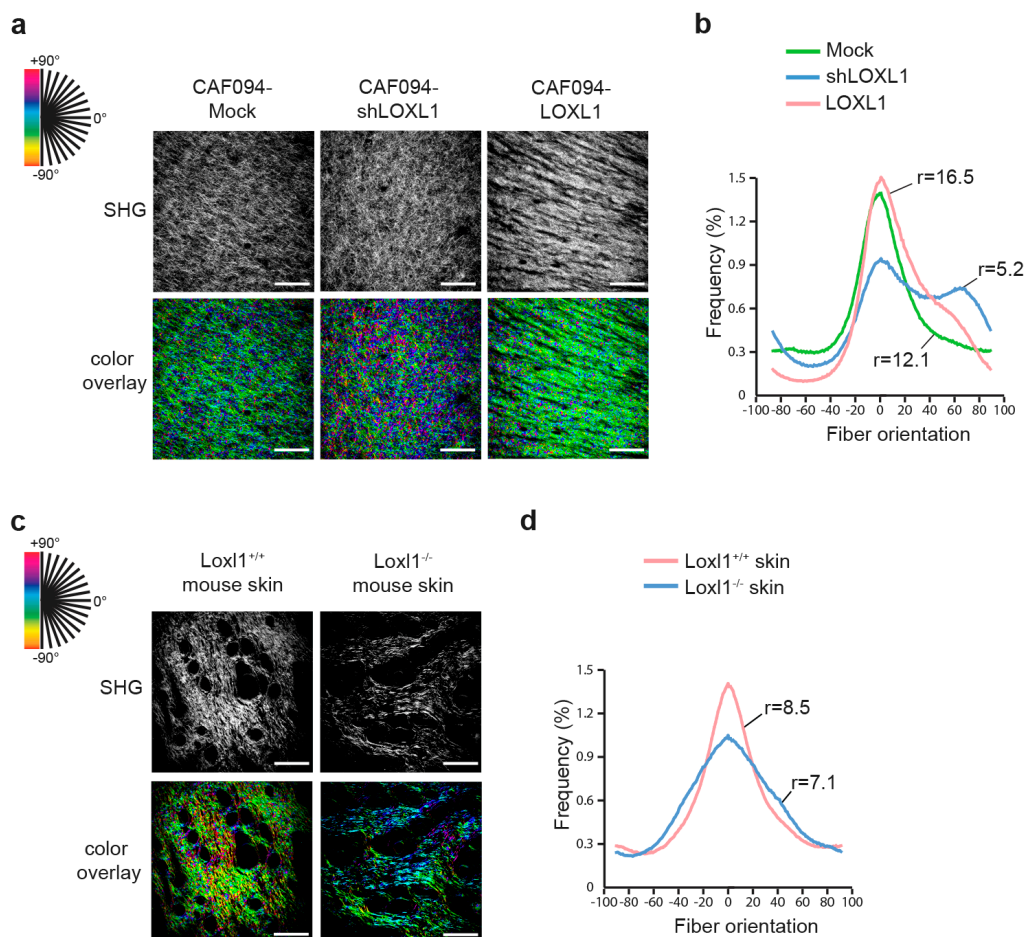 a
+90°
0°
-90°
CAF094-
Mock
CAF094-
shLOXL1
CAF094-
LOXL1
SHG
color
overlay
b
Mock
shLOXL1
LOXL1
Frequency (%)
1.5
1.2
0.9
0.6
0.3
0
r=16.5
r=5.2
r=12.1
-100 -80 -60 -40 -20 0 20 40 60 80 100
Fiber orientation
c
+90°
0°
-90°
Loxl1+/+
mouse skin
Loxl1-/-
mouse skin
SHG
color
overlay
d
Loxl1+/+ skin
Loxl1-/- skin
Frequency (%)
1.5
1.2
0.9
0.6
0.3
0
r=8.5
r=7.1
-100 -80 -60 -40 -20 0 20 40 60 80 100
Fiber orientation